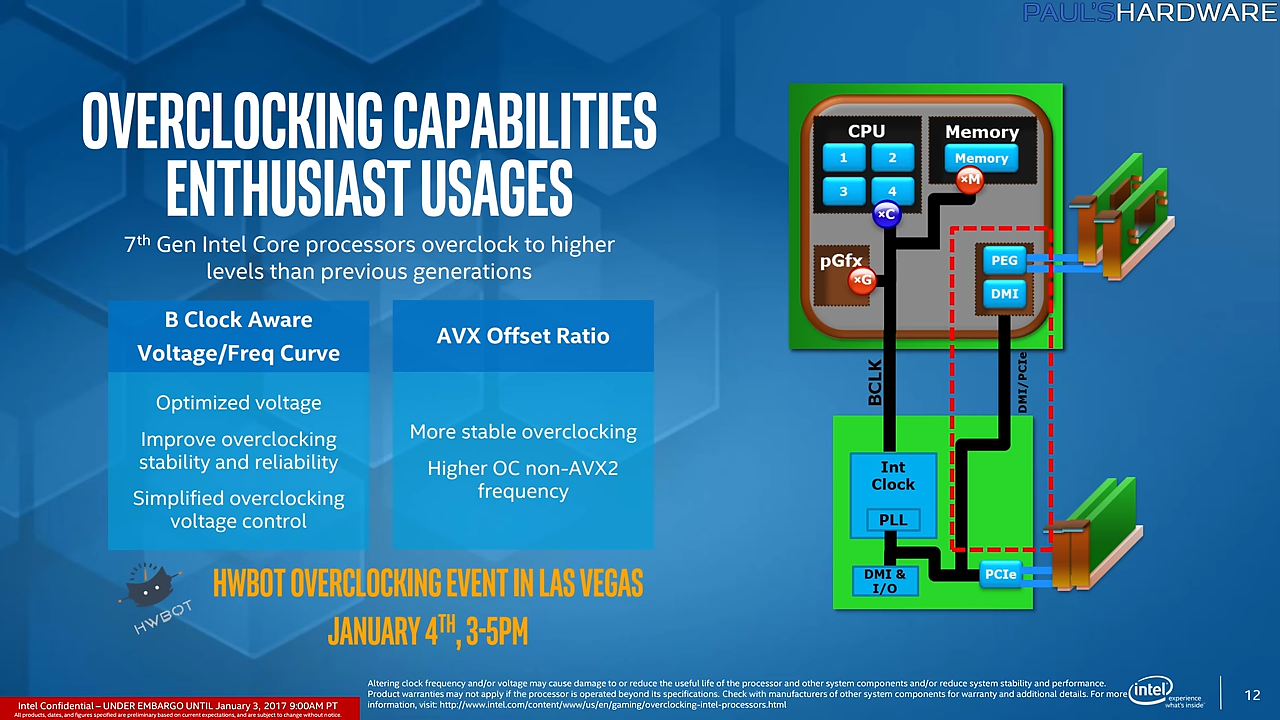 PAUL'SHARDWARE
OVERCLOCKING CAPABILITIES
ENTHUSIAST USAGES
7th Gen Intel Core processors overclock to higher
levels than previous generations
B Clock Aware
Voltage/Freq Curve
Optimized voltage
Improve overclocking
stability and reliability
Simplified overclocking
voltage control
AVX Offset Ratio
More stable overclocking
Higher OC non-AVX2
frequency
HWBOT
HWBOT OVERCLOCKING EVENT IN LAS VEGAS
JANUARY 4TH, 3-5PM
CPU
1 2
3 4
×C
Memory
Memory
×M
pGfx
×G
PEG
DMI
BCLK
DMI/PCIe
Int
Clock
PLL
DMI &
I/O
PCIe
Altering clock frequency and/or voltage may cause damage to or reduce the useful life of the processor and other system components and/or reduce system stability and performance.
Product warranties may not apply if the processor is operated beyond its specifications. Check with manufacturers of other system components for warranty and additional details. For more
information, visit: http://www.intel.com/content/www/us/en/gaming/overclocking-intel-processors.html
Intel Confidential – UNDER EMBARGO UNTIL January 3, 2017 9:00AM PT
All products, dates, and figures specified are preliminary based on current expectations, and are subject to change without notice.
intel
experience
what's inside™
12